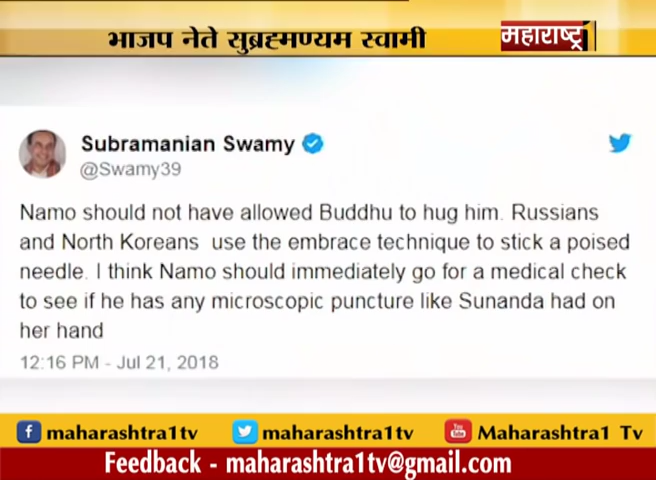 भाजप नेते सुब्रह्मण्यम स्वामी
महाराष्ट्र1
Subramanian Swamy
@Swamy39
Namo should not have allowed Buddhu to hug him. Russians
and North Koreans use the embrace technique to stick a poised
needle. I think Namo should immediately go for a medical check
to see if he has any microscopic puncture like Sunanda had on
her hand
12:16 PM - Jul 21, 2018
f maharashtra1tv maharashtra1tv You Tube Maharashtra1 Tv
Feedback - maharashtra1tv@gmail.com